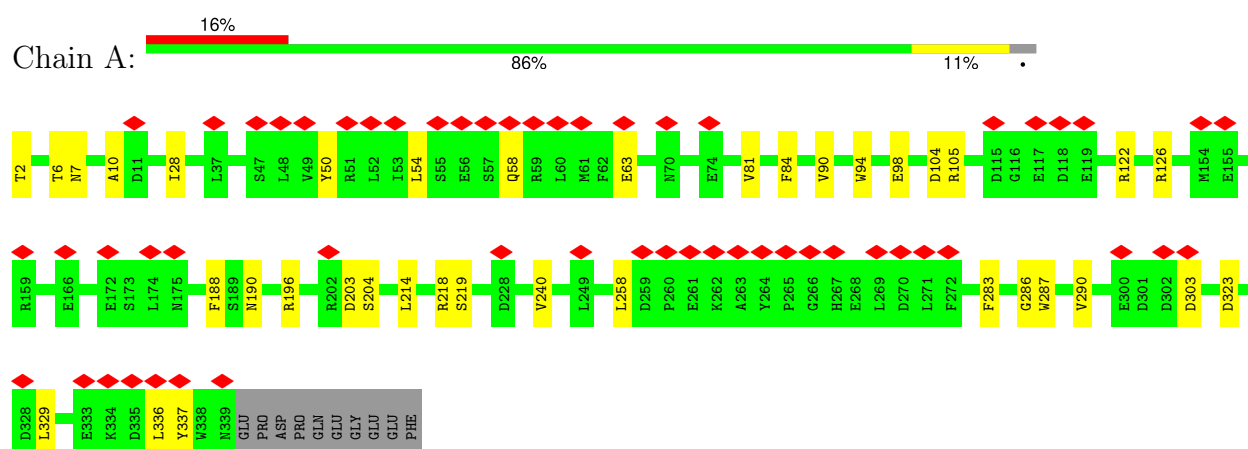 16%
Chain A:
86% 11% •
T2 T6 N7 A10 D11 I28 L37 S47 L48 V49 Y50 R51 L52 I53 L54 S55 E56 S57 Q58 R59 L60 M61 F62 E63 N70 E74 V81 F84 V90 W94 E98 D104 R105 D115 G116 E117 D118 E119 R122 R126 M154 E155
R159 E166 E172 S173 L174 N175 F188 S189 N190 R196 R202 D203 S204 L214 R218 S219 D228 V240 L249 L258 D259 P260 E261 K262 A263 Y264 P265 G266 H267 E268 L269 D270 L271 F272 F283 G286 W287 V290 E300 D301 D302 D303 D323
D328 L329 E333 K334 D335 L336 Y337 W338 N339 GLU PRO ASP PRO GLN GLU GLY GLU GLU PHE